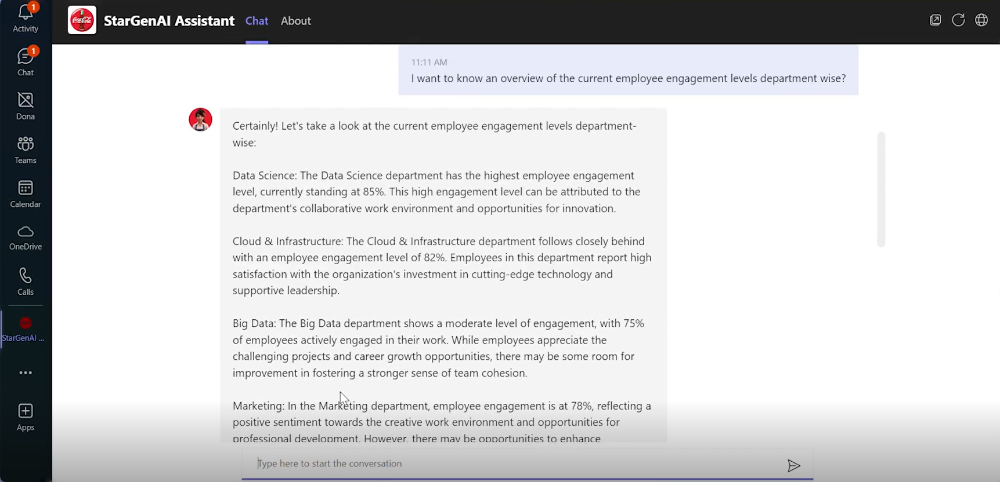 1
Activity
1
Chat
Dona
Teams
Calendar
OneDrive
Calls
StarGenAI ...
Apps
Coca-Cola
StarGenAI Assistant
Chat
About
11:11 AM
I want to know an overview of the current employee engagement levels department wise?
Certainly! Let's take a look at the current employee engagement levels department-
wise:
Data Science: The Data Science department has the highest employee engagement
level, currently standing at 85%. This high engagement level can be attributed to the
department's collaborative work environment and opportunities for innovation.
Cloud & Infrastructure: The Cloud & Infrastructure department follows closely behind
with an employee engagement level of 82%. Employees in this department report high
satisfaction with the organization's investment in cutting-edge technology and
supportive leadership.
Big Data: The Big Data department shows a moderate level of engagement, with 75%
of employees actively engaged in their work. While employees appreciate the
challenging projects and career growth opportunities, there may be some room for
improvement in fostering a stronger sense of team cohesion.
Marketing: In the Marketing department, employee engagement is at 78%, reflecting a
positive sentiment towards the creative work environment and opportunities for
professional development. However, there may be opportunities to enhance
Type here to start the conversation